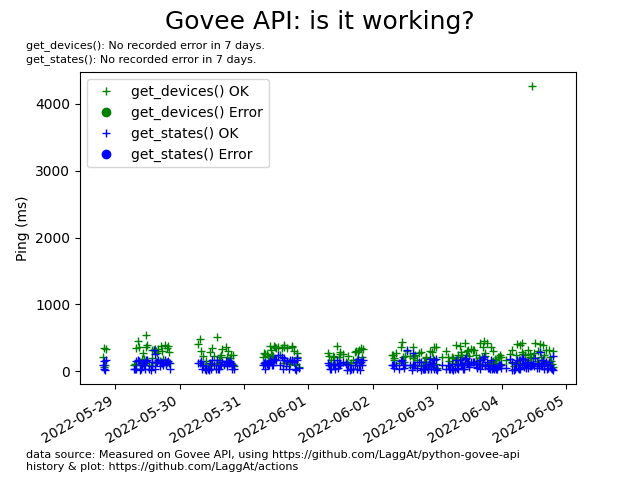 Govee API: is it working?
get_devices(): No recorded error in 7 days.
get_states(): No recorded error in 7 days.
get_devices() OK
get_devices() Error
get_states() OK
get_states() Error
Ping (ms)
4000
3000
2000
1000
0
2022-05-29
2022-05-30
2022-05-31
2022-06-01
2022-06-02
2022-06-03
2022-06-04
2022-06-05
data source: Measured on Govee API, using https://github.com/LaggAt/python-govee-api
history & plot: https://github.com/LaggAt/actions